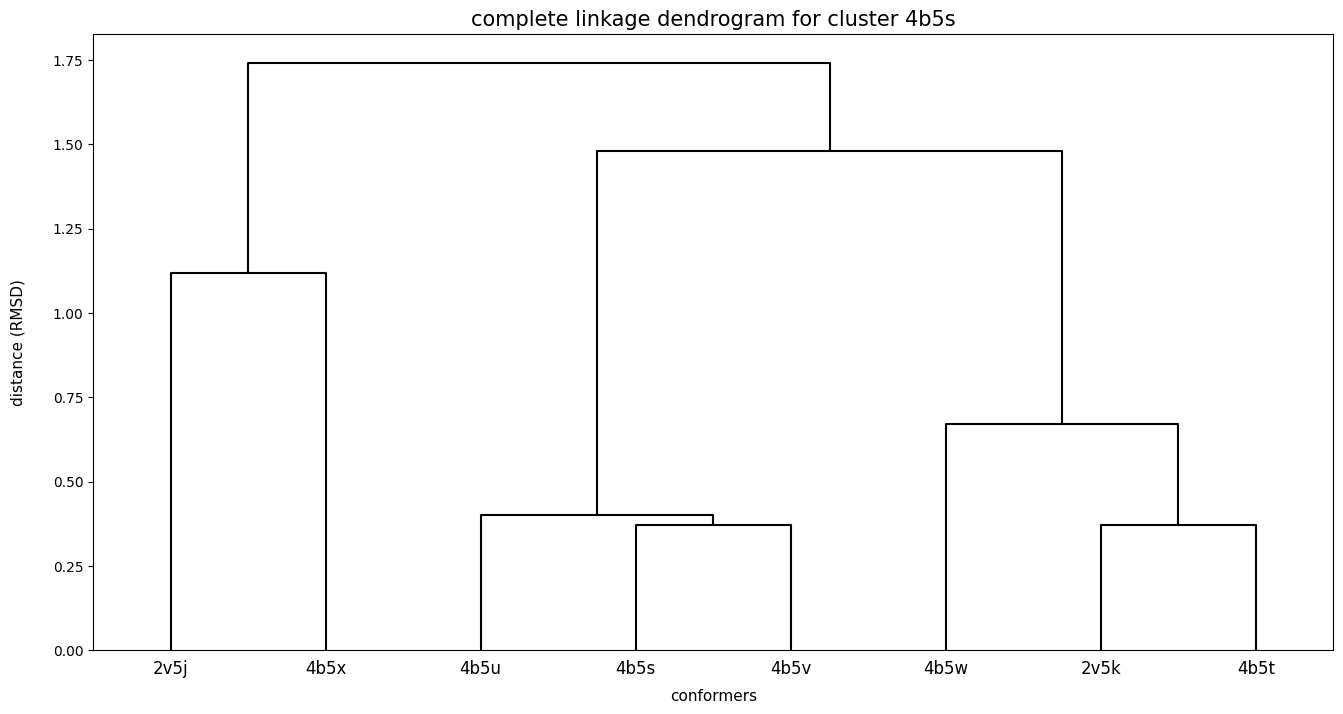 complete linkage dendrogram for cluster 4b5s
1.75
1.50
1.25
1.00
0.75
0.50
0.25
0.00
distance (RMSD)
2v5j 4b5x 4b5u 4b5s 4b5v 4b5w 2v5k 4b5t
conformers